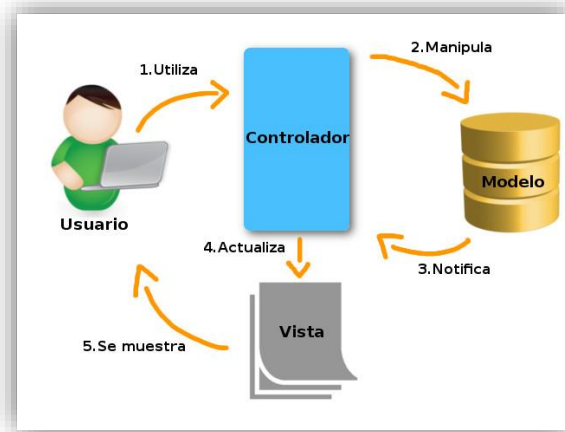 1.Utiliza
2.Manipula
Controlador
Modelo
Usuario
4.Actualiza
3.Notifica
Vista
5.Se muestra